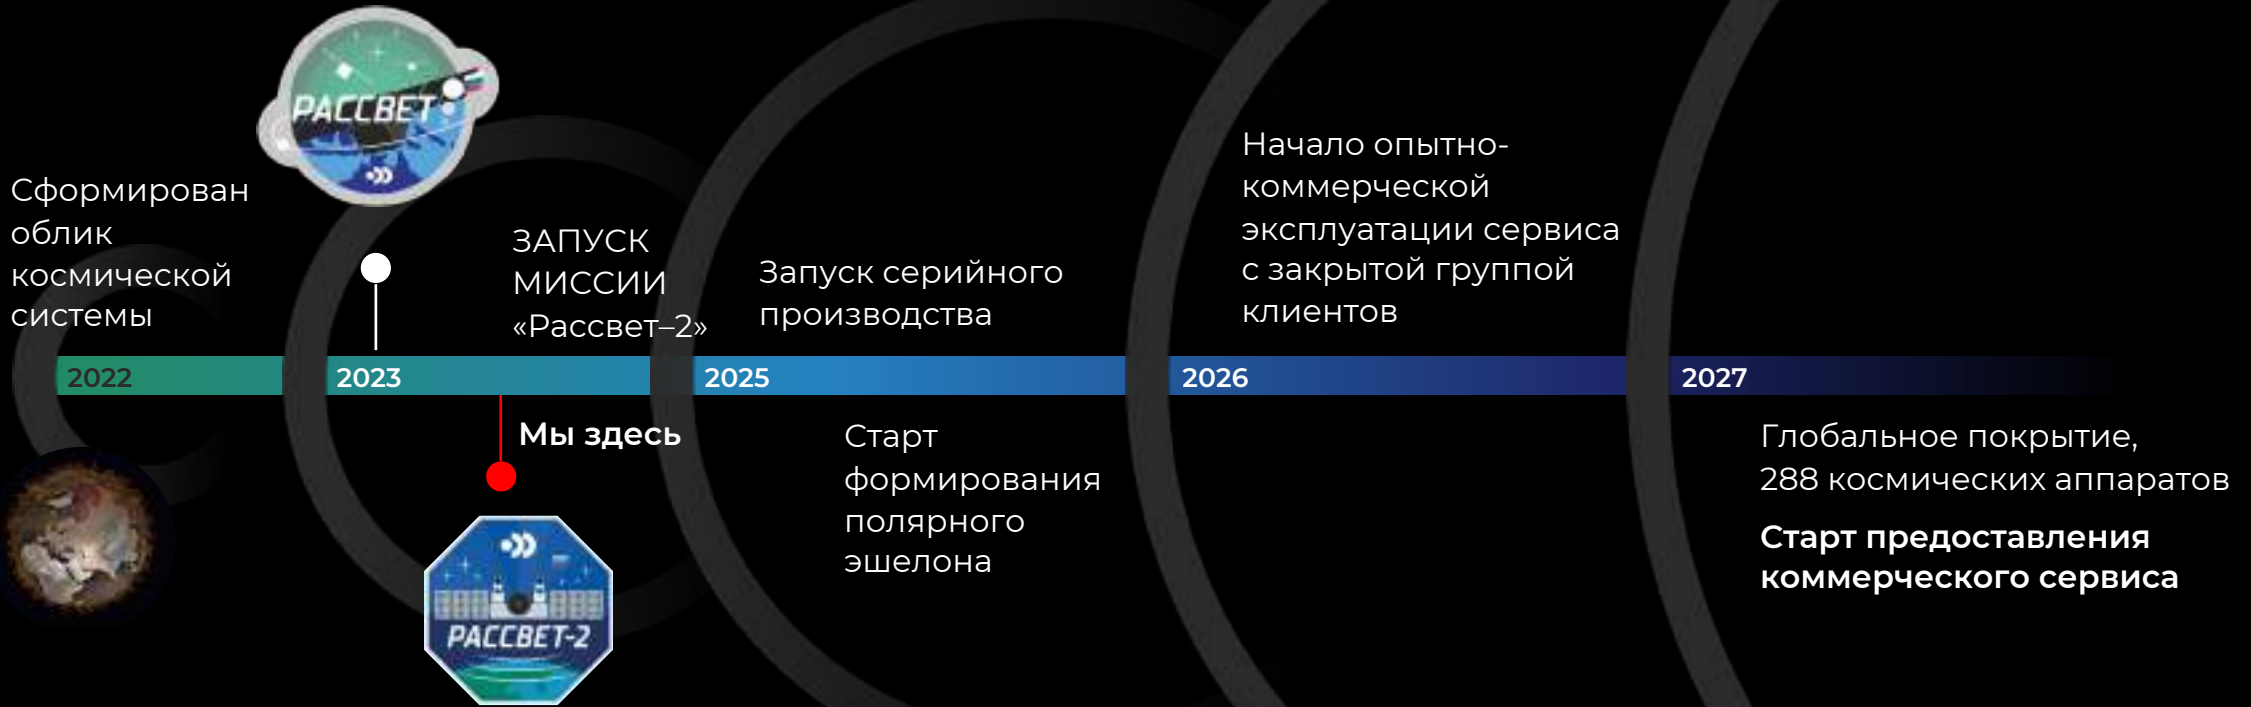 РАССВЕТ
Сформирован
облик
космической
системы
ЗАПУСК
МИССИИ
«Рассвет–2»
Запуск серийного
производства
Начало опытно-
коммерческой
эксплуатации сервиса
с закрытой группой
клиентов
2022
2023
2025
2026
2027
Мы здесь
РАССВЕТ-2
Старт
формирования
полярного
эшелона
Глобальное покрытие,
288 космических аппаратов
Старт предоставления
коммерческого сервиса